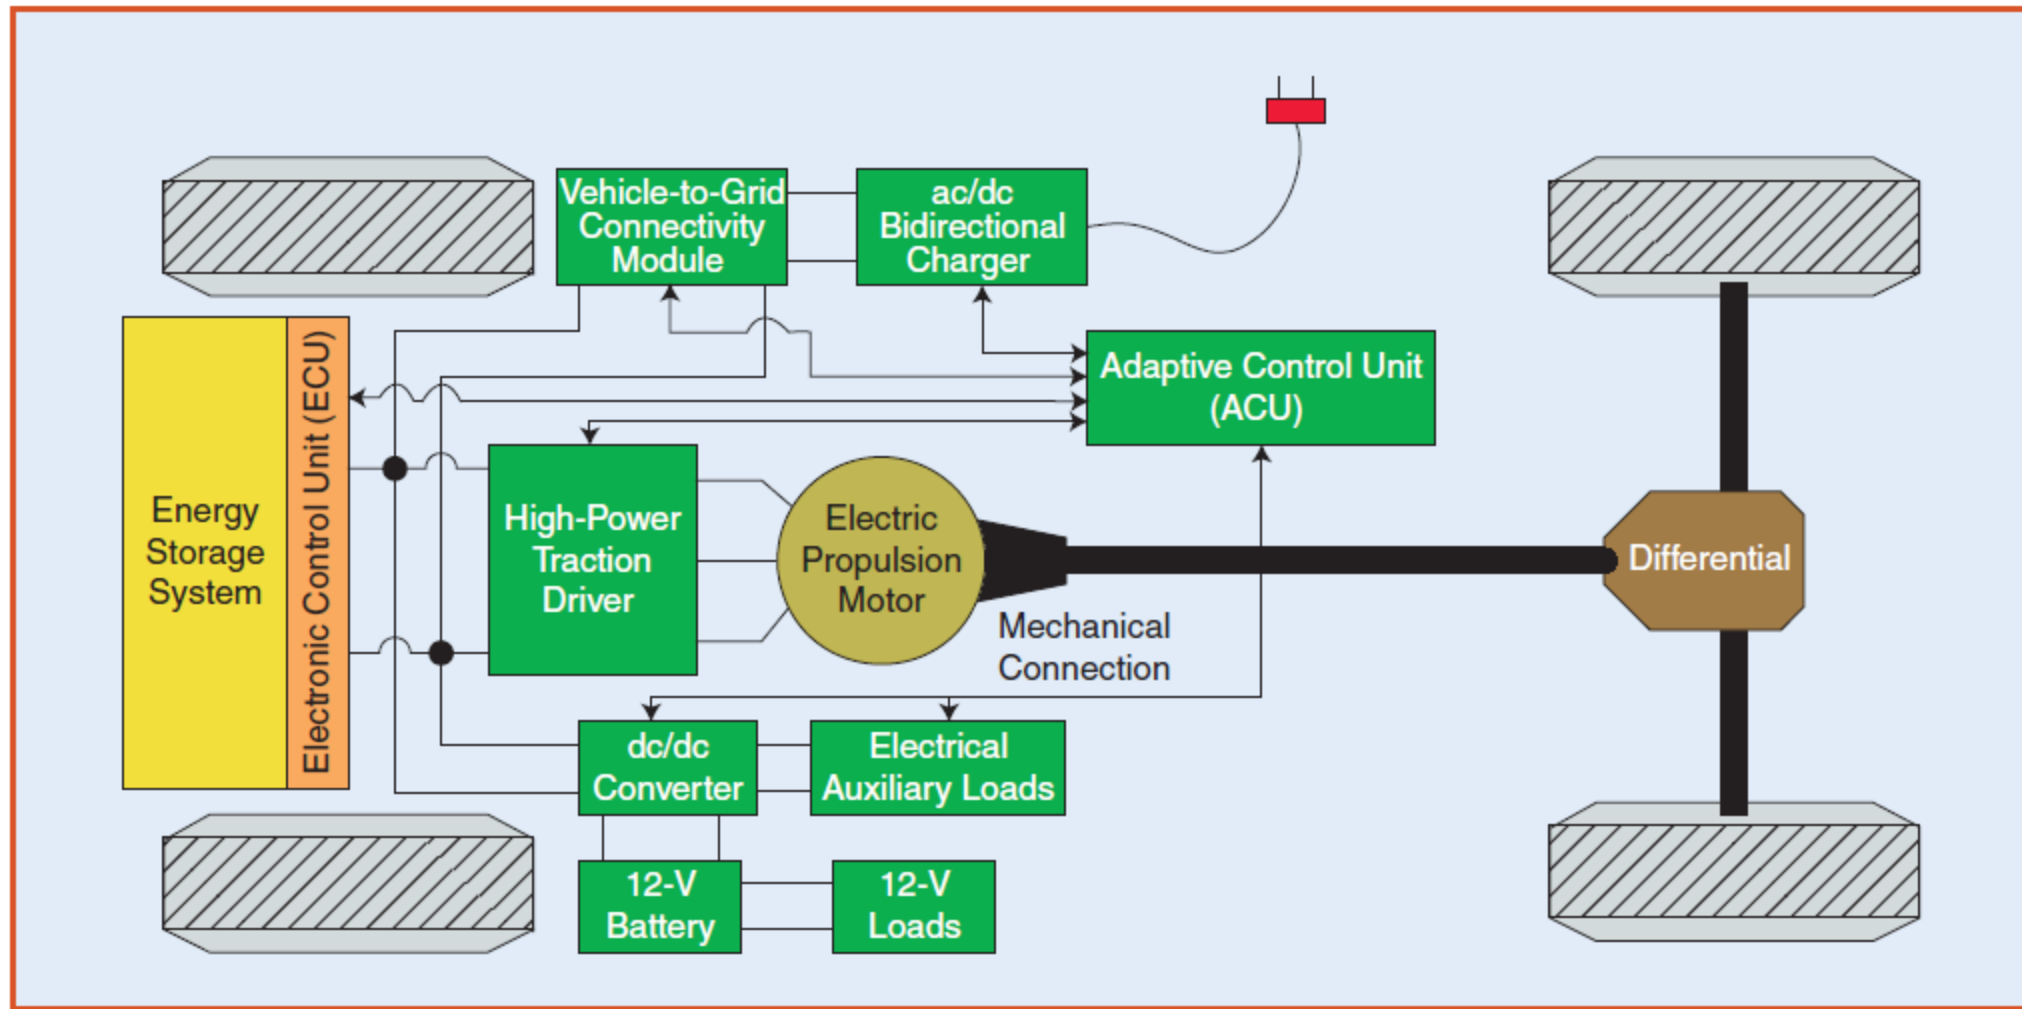 Vehicle-to-Grid
Connectivity
Module
ac/dc
Bidirectional
Charger
Adaptive Control Unit
(ACU)
Energy
Storage
System
Electronic Control Unit (ECU)
High-Power
Traction
Driver
Electric
Propulsion
Motor
Mechanical
Connection
Differential
dc/dc
Converter
Electrical
Auxiliary Loads
12-V
Battery
12-V
Loads